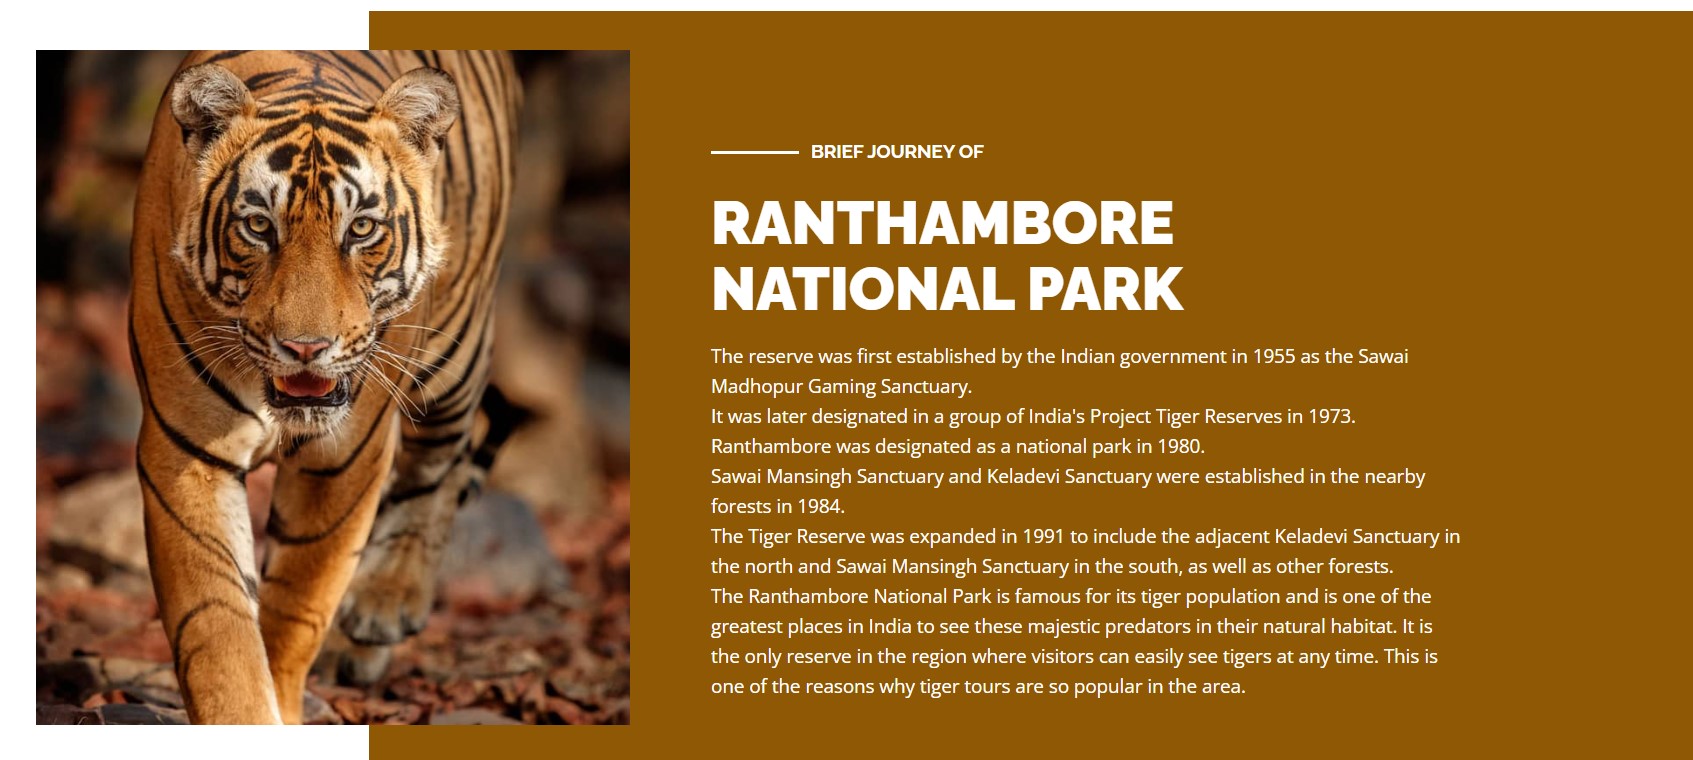 BRIEF JOURNEY OF
RANTHAMBORE
NATIONAL PARK
The reserve was first established by the Indian government in 1955 as the Sawai
Madhopur Gaming Sanctuary.
It was later designated in a group of India's Project Tiger Reserves in 1973.
Ranthambore was designated as a national park in 1980.
Sawai Mansingh Sanctuary and Keladevi Sanctuary were established in the nearby
forests in 1984.
The Tiger Reserve was expanded in 1991 to include the adjacent Keladevi Sanctuary in
the north and Sawai Mansingh Sanctuary in the south, as well as other forests.
The Ranthambore National Park is famous for its tiger population and is one of the
greatest places in India to see these majestic predators in their natural habitat. It is
the only reserve in the region where visitors can easily see tigers at any time. This is
one of the reasons why tiger tours are so popular in the area.